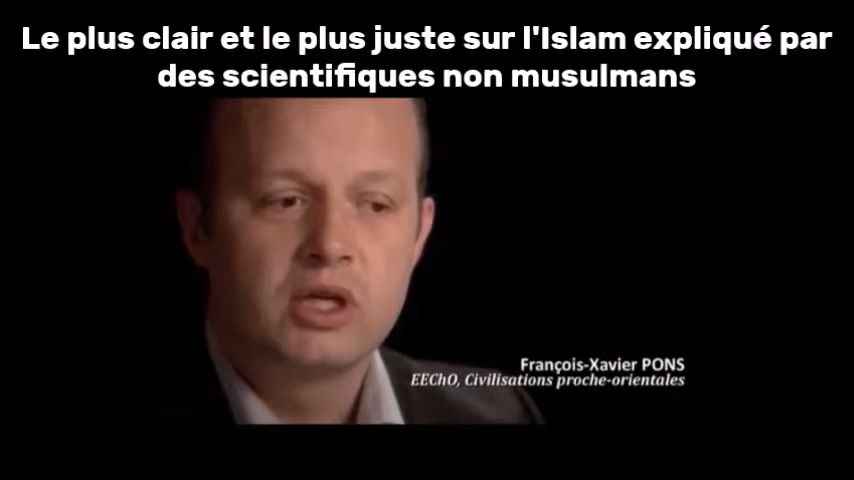 Le plus clair et le plus juste sur l'Islam expliqué par
des scientifiques non musulmans
François-Xavier PONS
EEChO, Civilisations proche-orientales